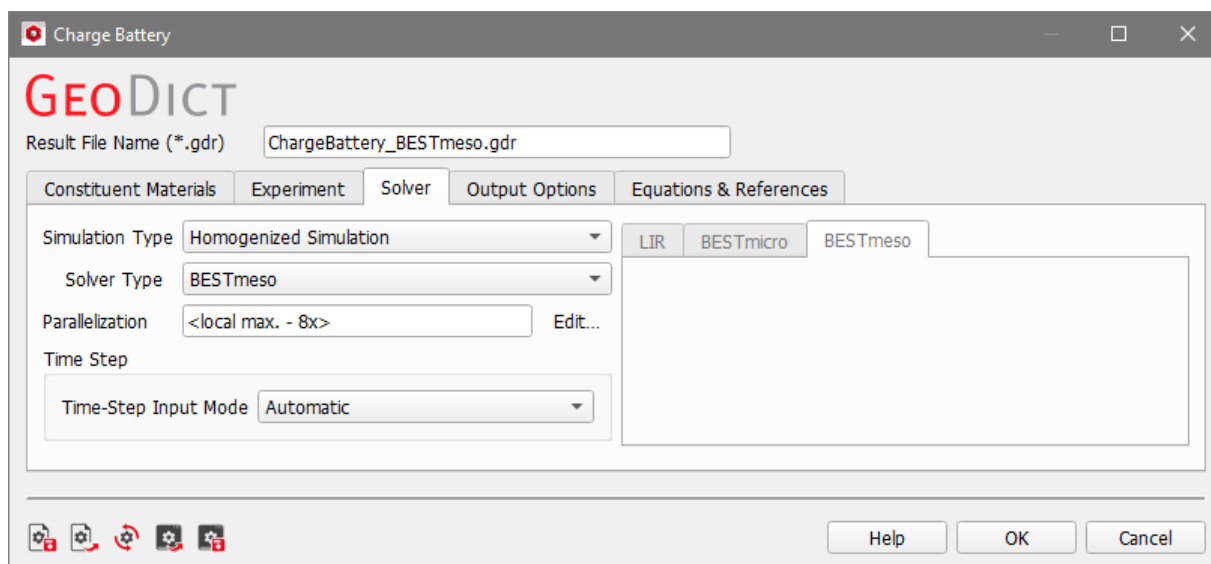 Charge Battery
GEODICT
Result File Name (*.gdr) ChargeBattery_BESTmeso.gdr
Constituent Materials Experiment Solver Output Options Equations & References
Simulation Type Homogenized Simulation
LIR BESTmicro BESTmeso
Solver Type BESTmeso
Parallelization <local max. - 8x> Edit...
Time Step
Time-Step Input Mode Automatic
Help OK Cancel